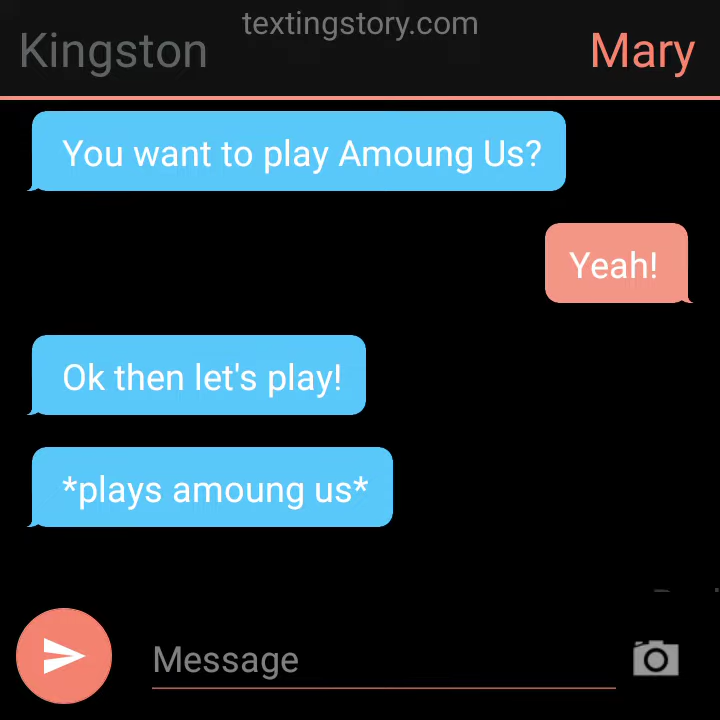 textingstory.com
Kingston
Mary
You want to play Amoung Us?
Yeah!
Ok then let's play!
*plays amoung us*
Message